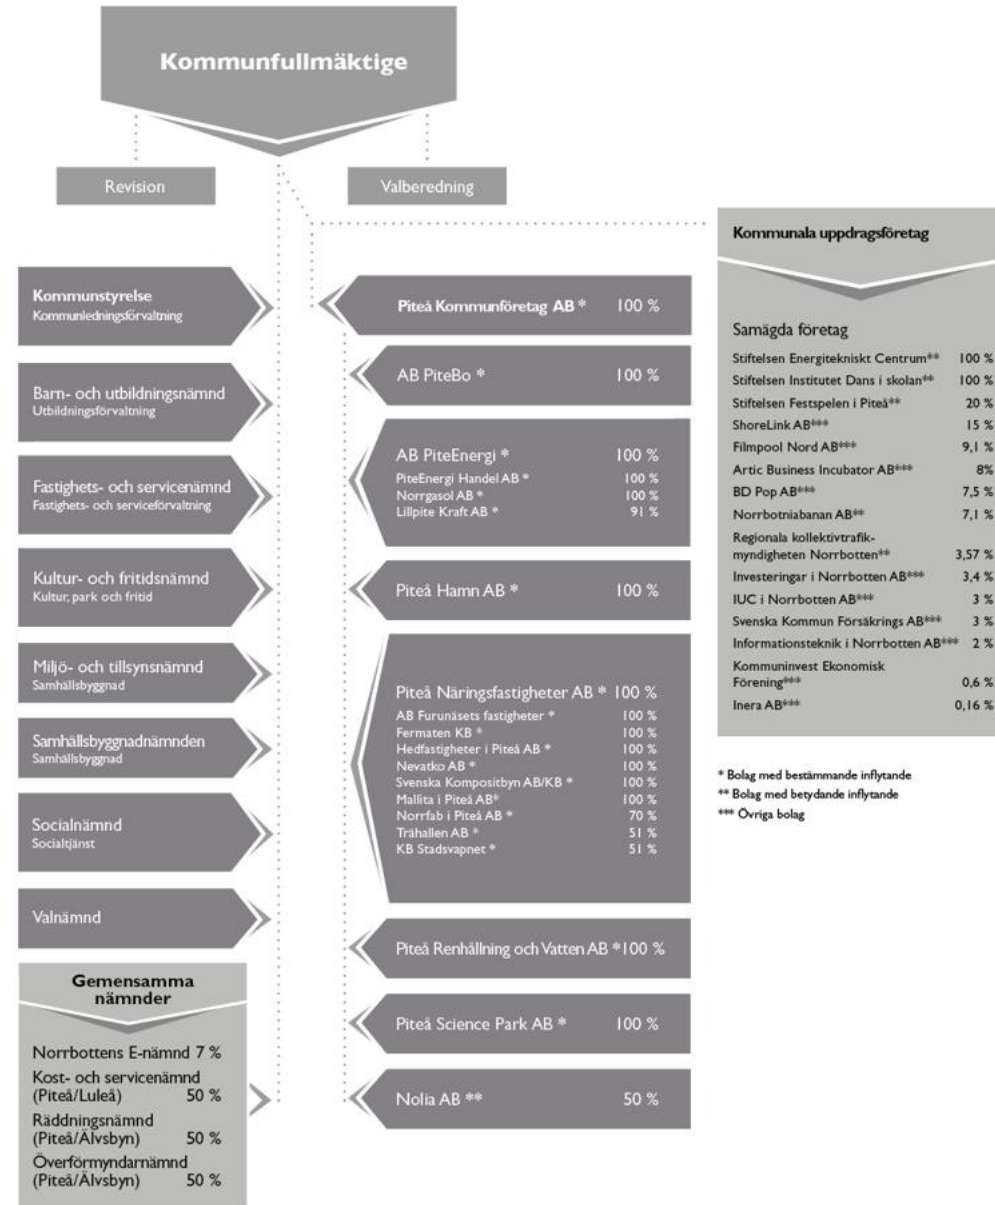 Kommunfullmäktige
Revision
Valberedning
Kommunstyrelse
Kommunledningsförvaltning
Barn- och utbildningsnämnd
Utbildningsförvaltning
Fastighets- och servicenämnd
Fastighets- och serviceförvaltning
Kultur- och fritidsnämnd
Kultur, park och fritid
Miljö- och tillsynsnämnd
Samhällsbyggnad
Samhällsbyggnadnämnden
Samhällsbyggnad
Socialnämnd
Socialtjänst
Valnämnd
Gemensamma
nämnder
Norrbottens E-nämnd 7 %
Kost- och servicenämnd
(Piteå/Luleå) 50 %
Räddningsnämnd
(Piteå/Älvsbyn) 50 %
Överförmyndarnämnd
(Piteå/Älvsbyn) 50 %
Piteå Kommunföretag AB * 100 %
AB PiteBo * 100 %
AB PiteEnergi * 100 %
PiteEnergi Handel AB * 100 %
Norrgasol AB * 100 %
Lillpite Kraft AB * 91 %
Piteå Hamn AB * 100 %
Piteå Näringsfastigheter AB * 100 %
AB Furunäsets fastigheter * 100 %
Fermaten KB * 100 %
Hedfastigheter i Piteå AB * 100 %
Nevatko AB * 100 %
Svenska Kompositbyn AB/KB * 100 %
Mallita i Piteå AB* 100 %
Norrfab i Piteå AB * 70 %
Trähallen AB * 51 %
KB Stadsvapnet * 51 %
Piteå Renhållning och Vatten AB *100 %
Piteå Science Park AB * 100 %
Nolia AB ** 50 %
Kommunala uppdragsföretag
Samägda företag
Stiftelsen Energitekniskt Centrum** 100 %
Stiftelsen Institutet Dans i skolan** 100 %
Stiftelsen Festspelen i Piteå** 20 %
ShoreLink AB*** 15 %
Filmpool Nord AB*** 9,1 %
Artic Business Incubator AB*** 8%
BD Pop AB*** 7,5 %
Norrbotniabanan AB** 7,1 %
Regionala kollektivtrafik-
myndigheten Norrbotten** 3,57 %
Investeringar i Norrbotten AB*** 3,4 %
IUC i Norrbotten AB*** 3 %
Svenska Kommun Försäkrings AB*** 3 %
Informationsteknik i Norrbotten AB*** 2 %
Kommuninvest Ekonomisk
Förening*** 0,6 %
Inera AB*** 0,16 %
* Bolag med bestämmande inflytande
** Bolag med betydande inflytande
*** Övriga bolag